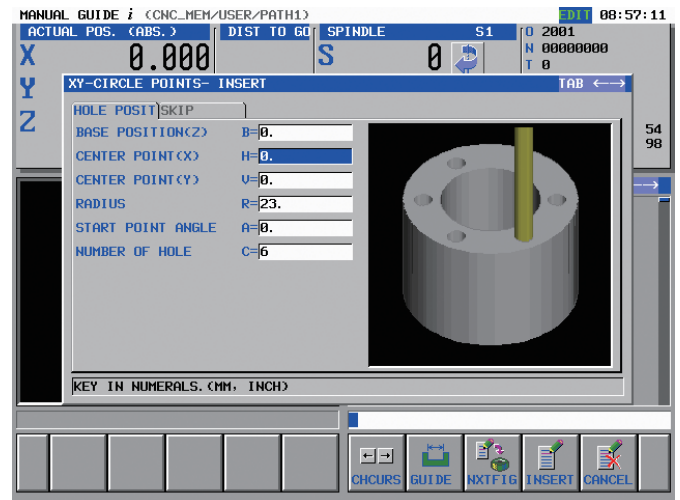 MANUAL GUIDE i (CNC_MEM/USER/PATH1) EDIT 08:57:11
ACTUAL POS. (ABS.) DIST TO GO SPINDLE S1 O 2001
X 0.000 S 0 N 00000000
T 0
Y
Z
54
98
XY-CIRCLE POINTS- INSERT TAB ←→
HOLE POSIT SKIP
BASE POSITION(Z) B=0.
CENTER POINT(X) H=0.
CENTER POINT(Y) V=0.
RADIUS R=23.
START POINT ANGLE A=0.
NUMBER OF HOLE C=6
KEY IN NUMERALS.(MM, INCH)
←→
CHCURS GUIDE NXTFIG INSERT CANCEL